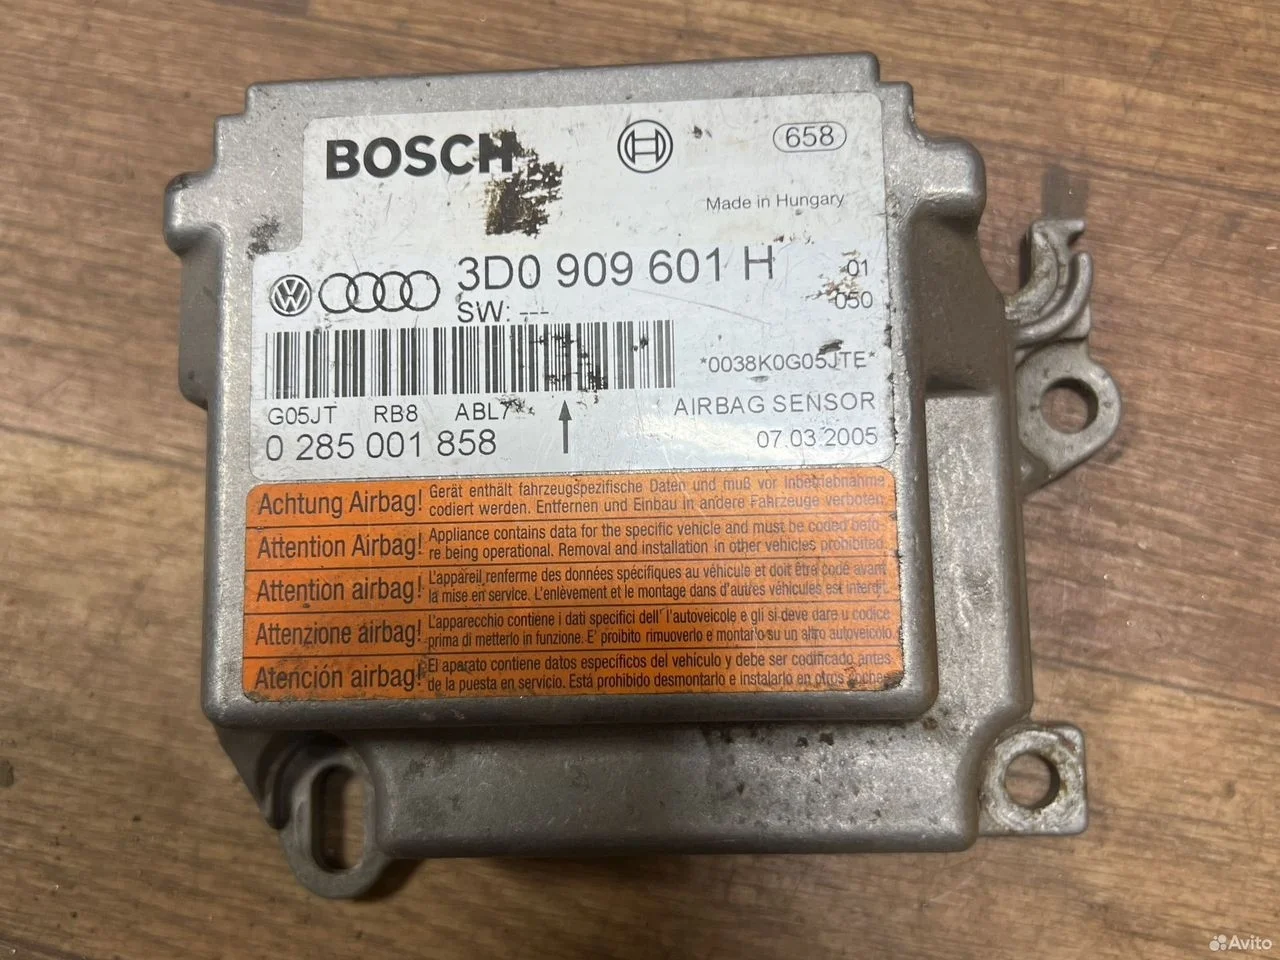 BOSCH
658
Made in Hungary
3D0 909 601 H
01
SW: ---
050
*0038K0G05JTE*
G05JT RB8 ABL7
AIRBAG SENSOR
0 285 001 858
07.03.2005
Achtung Airbag! Gerät enthält fahrzeugspezifische Daten und muß vor Inbetriebnahme
codiert werden. Entfernen und Einbau in andere Fahrzeuge verboten.
Attention Airbag! Appliance contains data for the specific vehicle and must be coded befo-
re being operational. Removal and installation in other vehicles prohibited.
Attention airbag! L'appareil renferme des données spécifiques au véhicule et doit être codé avant
la mise en service. L'enlèvement et le montage dans d'autres véhicules est interdit.
Attenzione airbag! L'apparecchio contiene i dati specifici dell' l'autoveicole e gli si deve dare u codice
prima di metterlo in funzione. E' proibito rimuoverlo e montarlo su un altro autoveicolo
Atención airbag! El aparato contiene datos específicos del vehículo y debe ser codificado antes
de la puesta en servicio. Está prohibido desmontarlo e instalarlo en otros coches
Avito